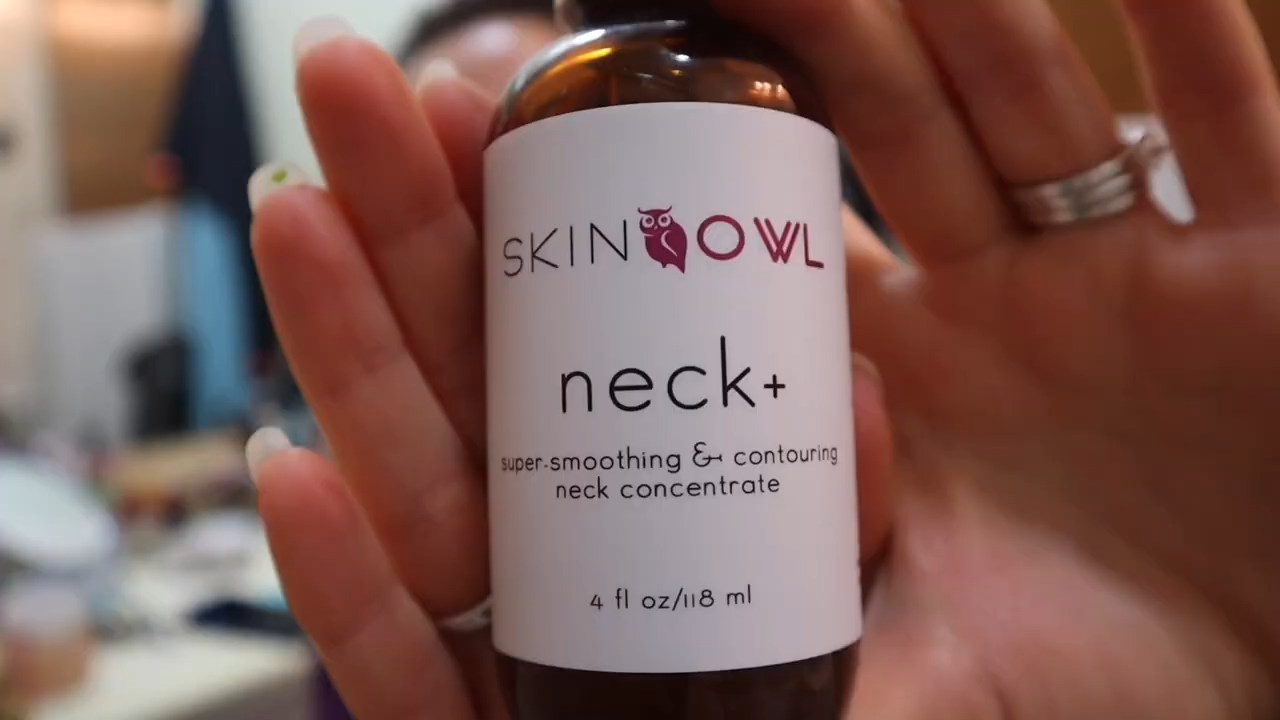 SKIN OWL
neck+
super-smoothing & contouring
neck concentrate
4 fl oz/118 ml